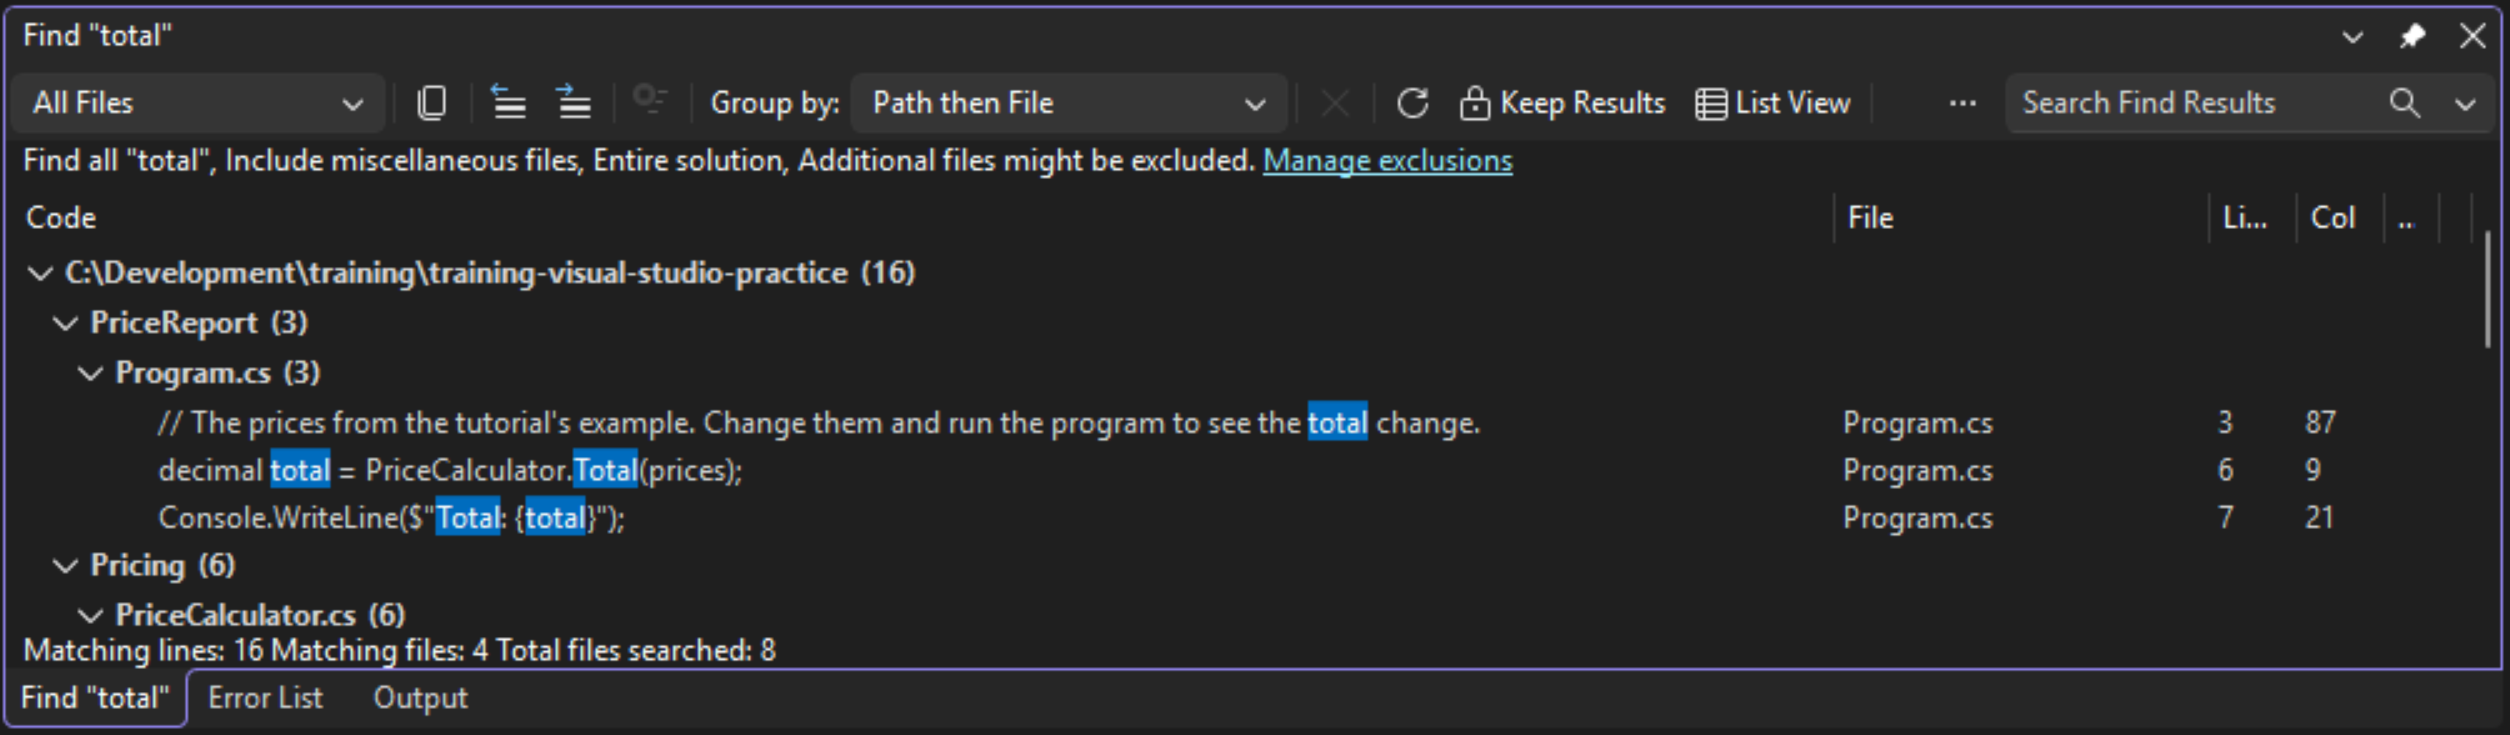 Find "total"
All Files Group by: Path then File Keep Results List View ... Search Find Results
Find all "total", Include miscellaneous files, Entire solution, Additional files might be excluded. Manage exclusions
Code File Li... Col ..
C:\Development\training\training-visual-studio-practice (16)
PriceReport (3)
Program.cs (3)
// The prices from the tutorial's example. Change them and run the program to see the total change. Program.cs 3 87
decimal total = PriceCalculator.Total(prices); Program.cs 6 9
Console.WriteLine($"Total: {total}"); Program.cs 7 21
Pricing (6)
PriceCalculator.cs (6)
Matching lines: 16 Matching files: 4 Total files searched: 8
Find "total" Error List Output